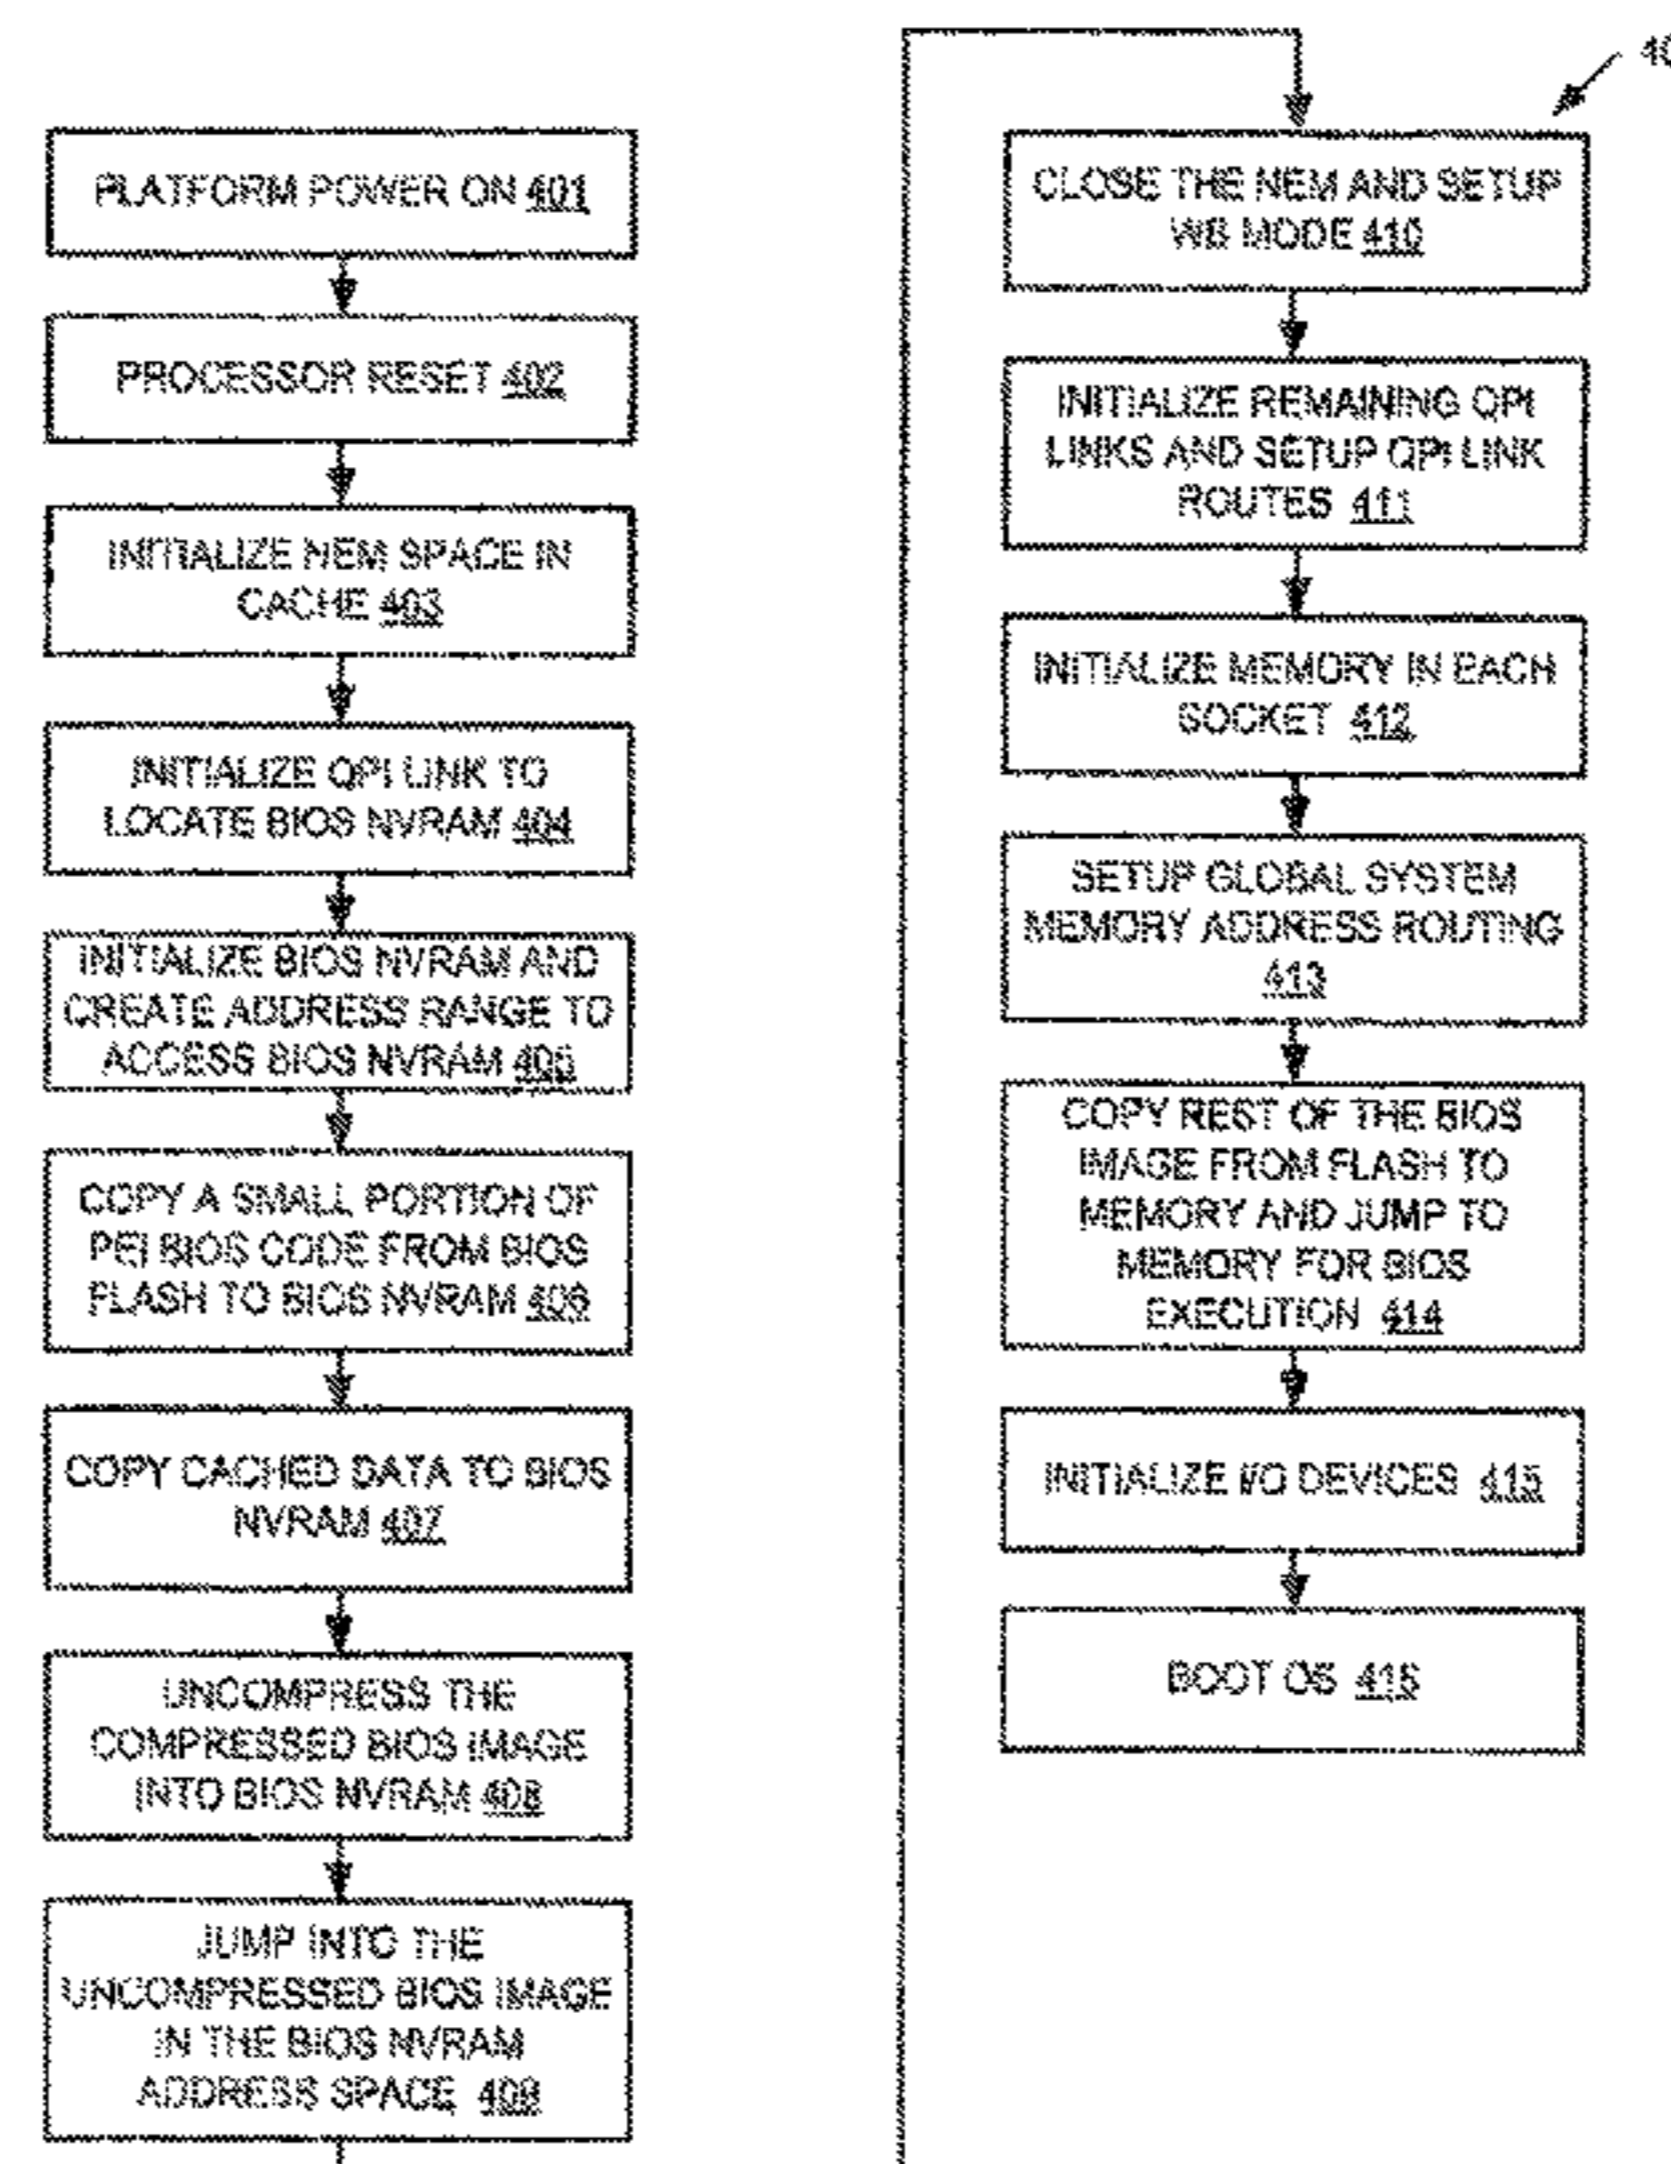 PLATFORM POWER ON 401
PROCESSOR RESET 402
INITIALIZE NEM SPACE IN
CACHE 403
INITIALIZE QPI LINK TO
LOCATE BIOS NVRAM 404
INITIALIZE BIOS NVRAM AND
CREATE ADDRESS RANGE TO
ACCESS BIOS NVRAM 405
COPY A SMALL PORTION OF
PEI BIOS CODE FROM BIOS
FLASH TO BIOS NVRAM 406
COPY CACHED DATA TO BIOS
NVRAM 407
UNCOMPRESS THE
COMPRESSED BIOS IMAGE
INTO BIOS NVRAM 408
JUMP INTO THE
UNCOMPRESSED BIOS IMAGE
IN THE BIOS NVRAM
ADDRESS SPACE 409
CLOSE THE NEM AND SETUP
WB MODE 410
INITIALIZE REMAINING QPI
LINKS AND SETUP QPI LINK
ROUTES 411
INITIALIZE MEMORY IN EACH
SOCKET 412
SETUP GLOBAL SYSTEM
MEMORY ADDRESS ROUTING
413
COPY REST OF THE BIOS
IMAGE FROM FLASH TO
MEMORY AND JUMP TO
MEMORY FOR BIOS
EXECUTION 414
INITIALIZE I/O DEVICES 415
BOOT OS 416